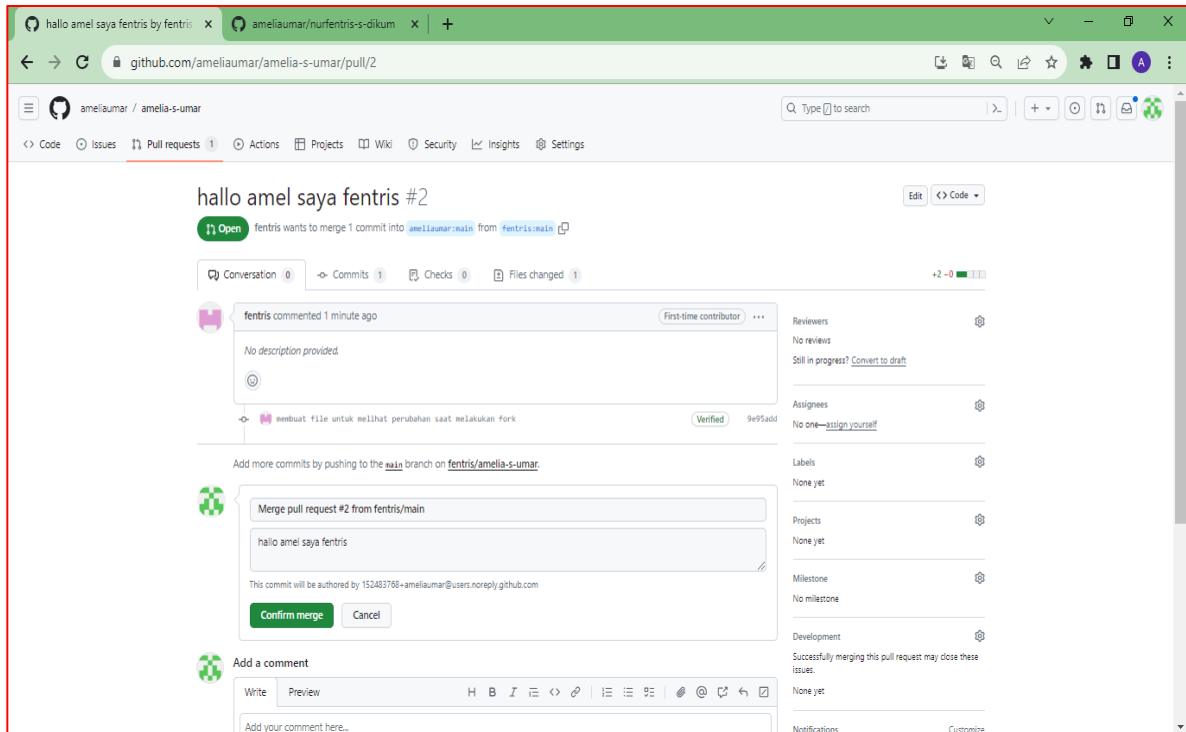 hallo amel saya fentris by fentris
ameliaumar/nurfentris-s-dikum
github.com/ameliaumar/amelia-s-umar/pull/2
A
ameliaumar / amelia-s-umar
Type / to search
Code Issues Pull requests 1 Actions Projects Wiki Security Insights Settings
hallo amel saya fentris #2
Edit Code
Open fentris wants to merge 1 commit into ameliaumar:main from fentris:main
Conversation 0 Commits 1 Checks 0 Files changed 1
+2 −0
fentris commented 1 minute ago
First-time contributor
No description provided.
membuat file untuk melihat perubahan saat melakukan fork
Verified 9e95add
Add more commits by pushing to the main branch on fentris/amelia-s-umar.
Merge pull request #2 from fentris/main
hallo amel saya fentris
This commit will be authored by 152483768+ameliaumar@users.noreply.github.com
Confirm merge Cancel
Add a comment
Write Preview
H B I
Add your comment here...
Reviewers
No reviews
Still in progress? Convert to draft
Assignees
No one—assign yourself
Labels
None yet
Projects
None yet
Milestone
No milestone
Development
Successfully merging this pull request may close these
issues.
None yet
Notifications Customize